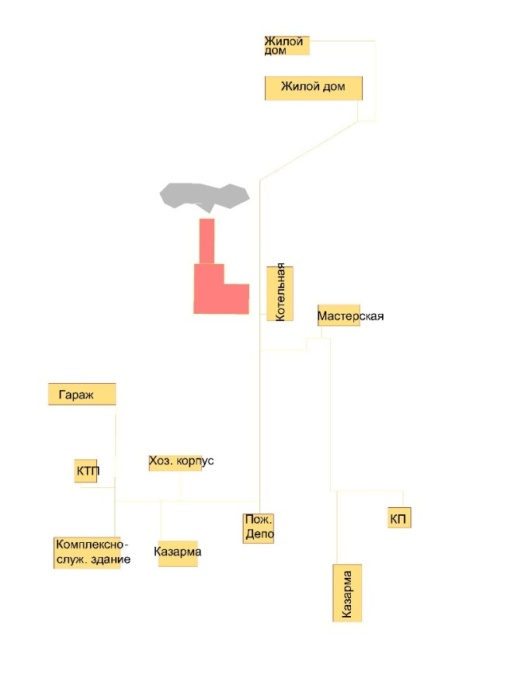 Жилой
дом
Жилой дом
Котельная
Мастерская
Гараж
Хоз. корпус
КТП
Пож.
Депо
КП
Комплексно-
служ. здание
Казарма
Казарма